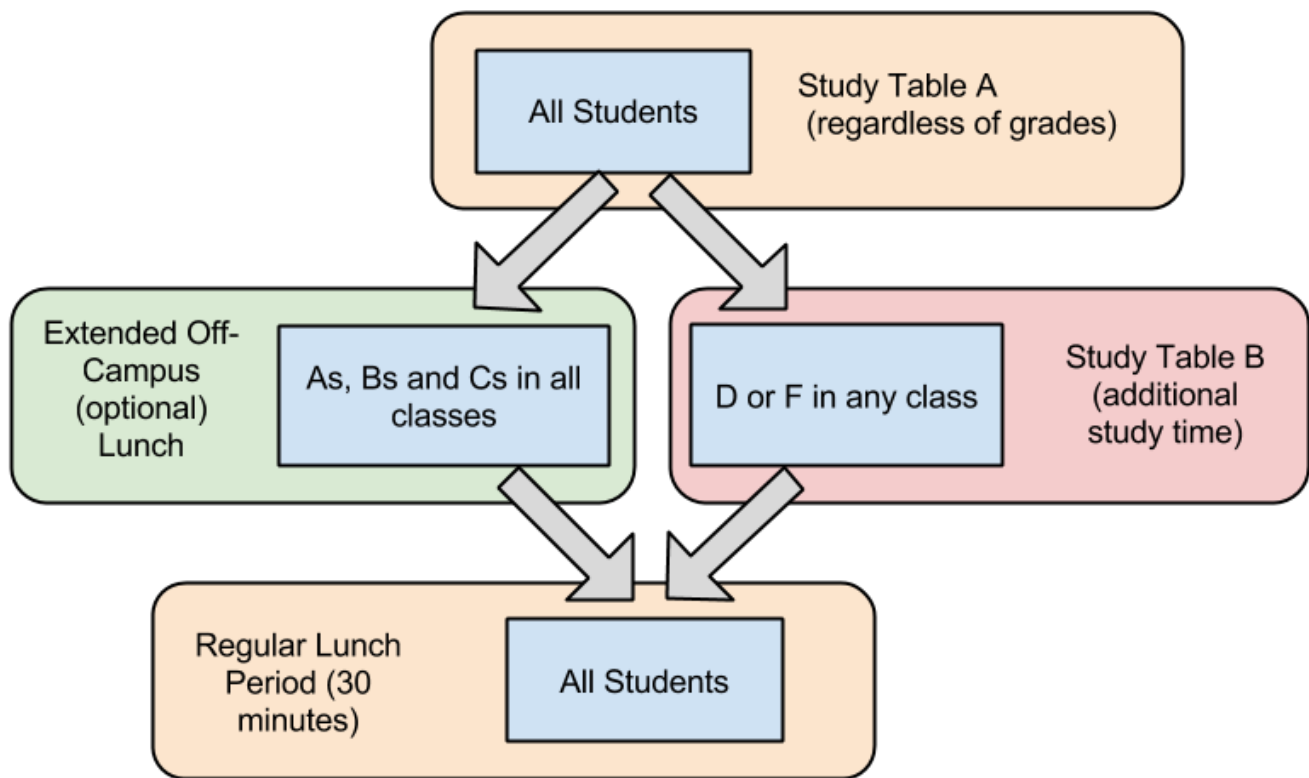 All Students
Study Table A
(regardless of grades)
Extended Off-
Campus
(optional)
Lunch
As, Bs and Cs in all
classes
D or F in any class
Study Table B
(additional
study time)
Regular Lunch
Period (30
minutes)
All Students